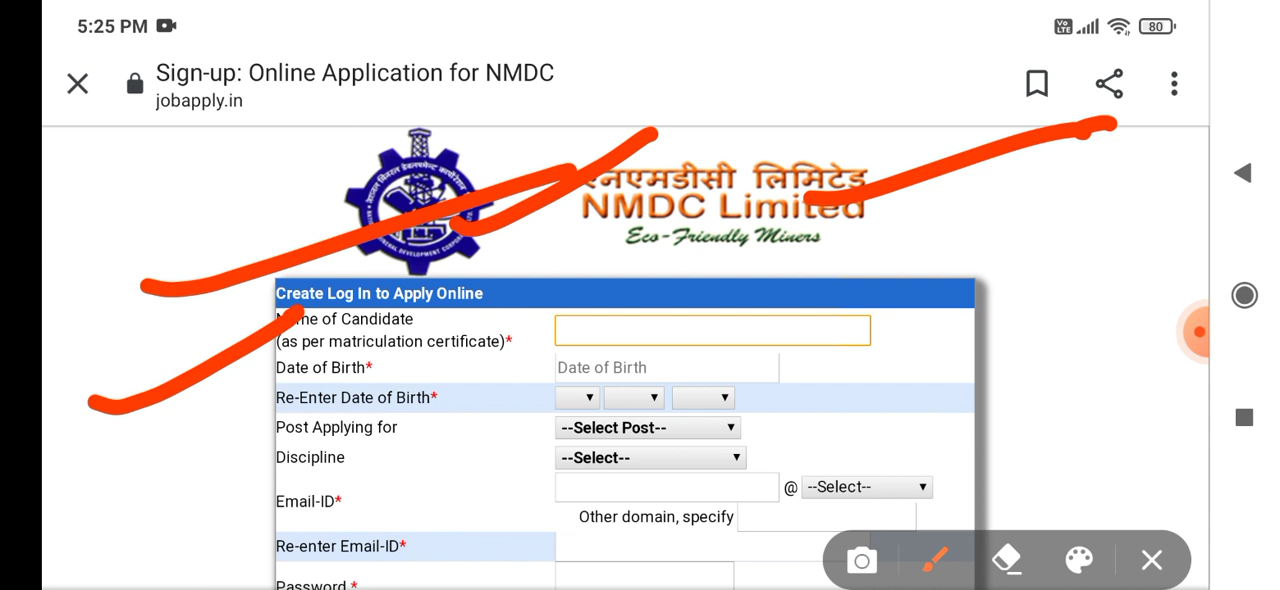 5:25 PM
Vo LTE
80
Sign-up: Online Application for NMDC
jobapply.in
एनएमडीसी लिमिटेड
NMDC Limited
Eco-Friendly Miners
Create Log In to Apply Online
Name of Candidate
(as per matriculation certificate)*
Date of Birth* Date of Birth
Re-Enter Date of Birth*
Post Applying for --Select Post--
Discipline --Select--
Email-ID* @ --Select--
Other domain, specify
Re-enter Email-ID*
Password *